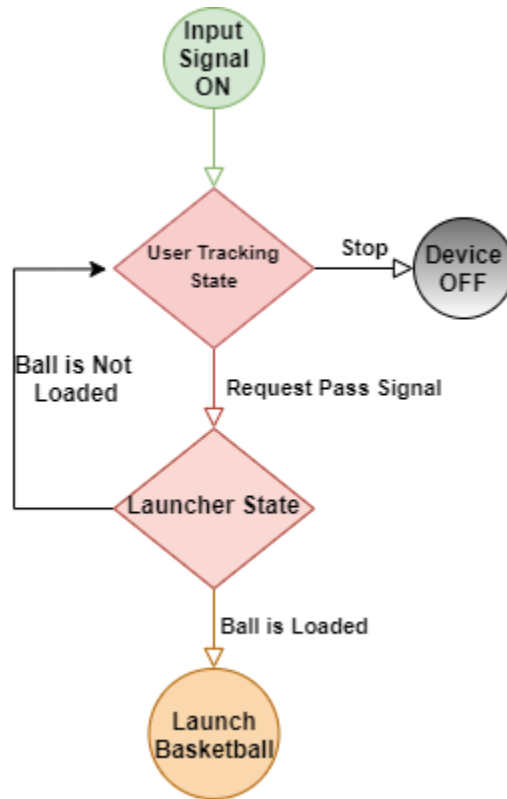 Input
Signal
ON
User Tracking
State
Stop
Device
OFF
Ball is Not
Loaded
Request Pass Signal
Launcher State
Ball is Loaded
Launch
Basketball